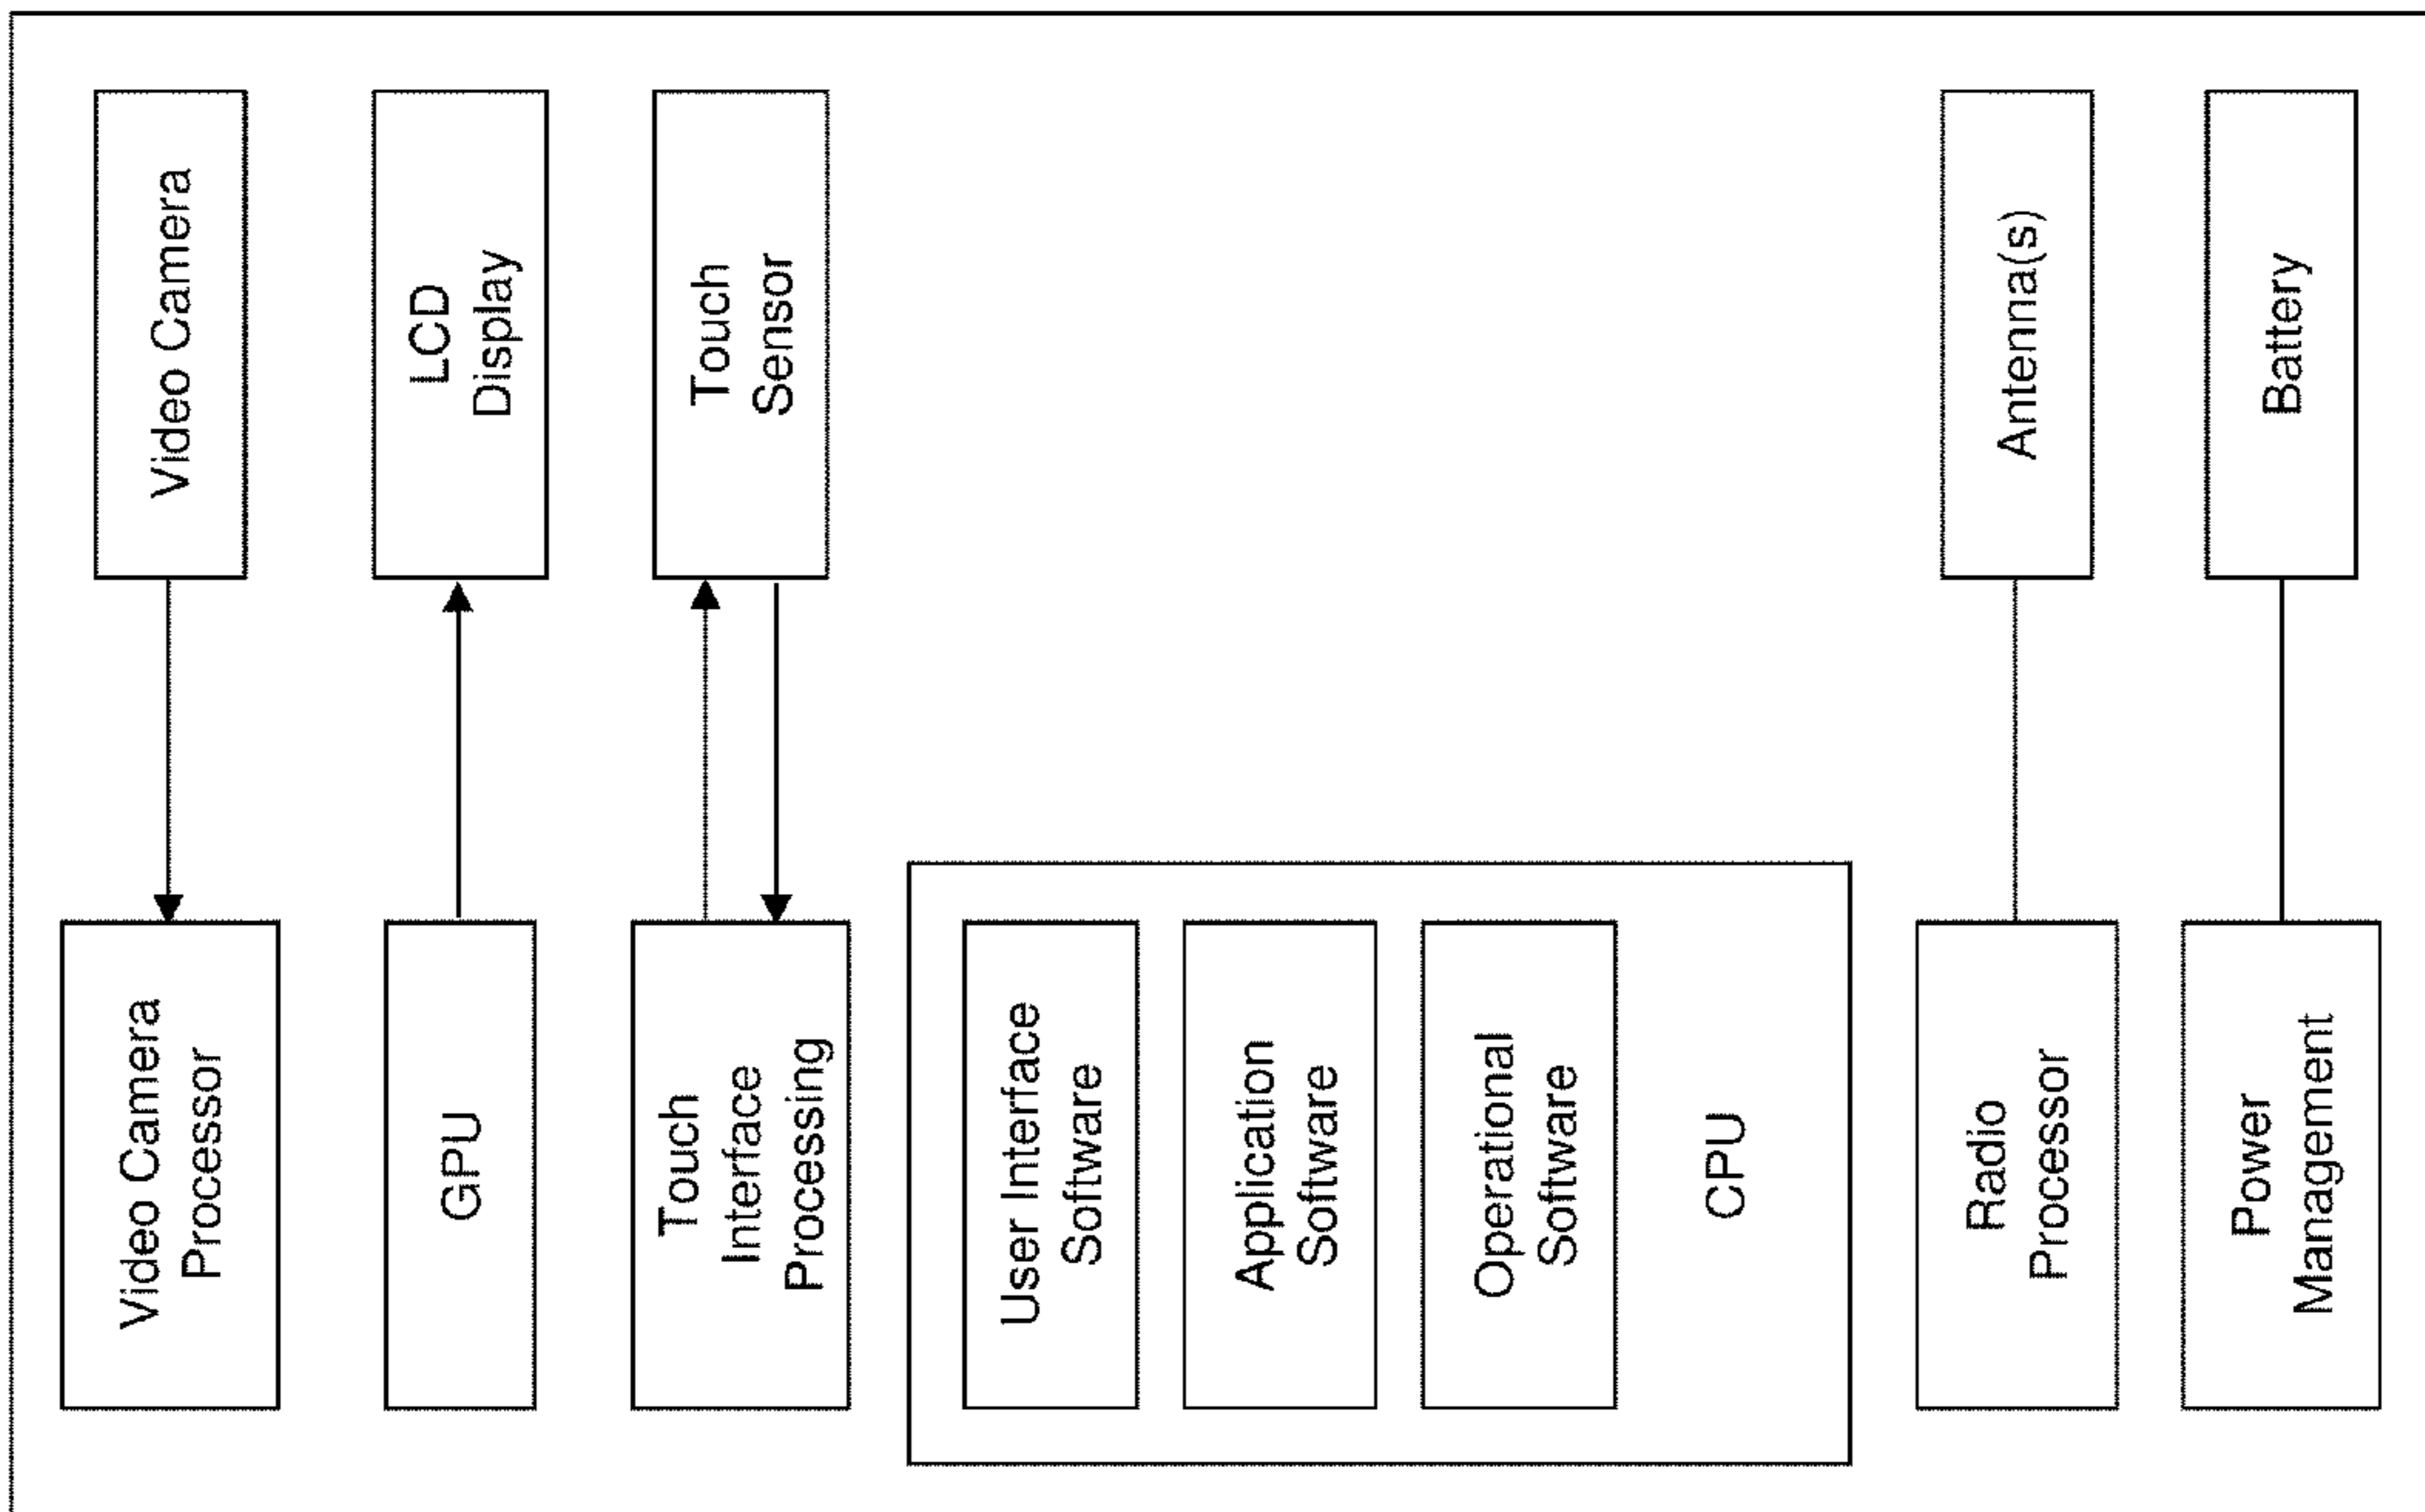 Video Camera
Processor
Video Camera
GPU
LCD
Display
Touch
Interface
Processing
Touch
Sensor
User Interface
Software
Application
Software
Operational
Software
CPU
Radio
Processor
Antenna(s)
Power
Management
Battery